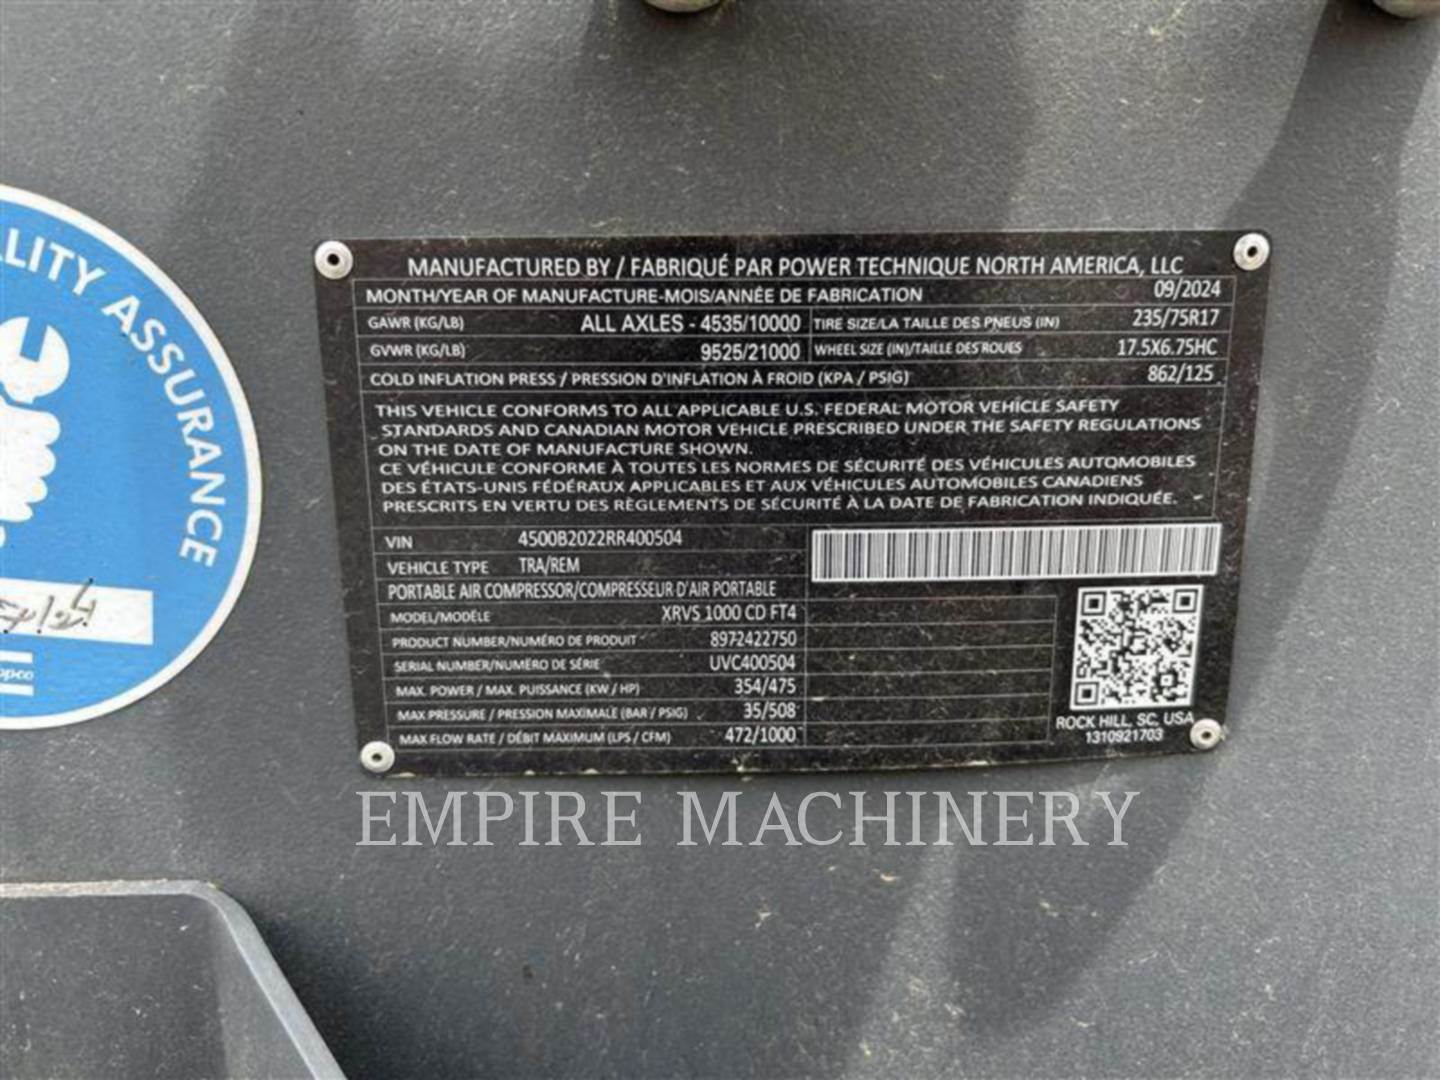 MANUFACTURED BY / FABRIQUÉ PAR POWER TECHNIQUE NORTH AMERICA, LLC
MONTH/YEAR OF MANUFACTURE-MOIS/ANNÉE DE FABRICATION 09/2024
GAWR (KG/LB) ALL AXLES - 4535/10000 TIRE SIZE/LA TAILLE DES PNEUS (IN) 235/75R17
GVWR (KG/LB) 9525/21000 WHEEL SIZE (IN)/TAILLE DES ROUES 17.5X6.75HC
COLD INFLATION PRESS / PRESSION D'INFLATION À FROID (KPA / PSIG) 862/125
THIS VEHICLE CONFORMS TO ALL APPLICABLE U.S. FEDERAL MOTOR VEHICLE SAFETY
STANDARDS AND CANADIAN MOTOR VEHICLE PRESCRIBED UNDER THE SAFETY REGULATIONS
ON THE DATE OF MANUFACTURE SHOWN.
CE VÉHICULE CONFORME À TOUTES LES NORMES DE SÉCURITÉ DES VÉHICULES AUTOMOBILES
DES ÉTATS-UNIS FÉDÉRAUX APPLICABLES ET AUX VÉHICULES AUTOMOBILES CANADIENS
PRESCRITS EN VERTU DES RÈGLEMENTS DE SÉCURITÉ À LA DATE DE FABRICATION INDIQUÉE.
VIN 4500B2022RR400504
VEHICLE TYPE TRA/REM
PORTABLE AIR COMPRESSOR/COMPRESSEUR D'AIR PORTABLE
MODEL/MODÈLE XRVS 1000 CD FT4
PRODUCT NUMBER/NUMÉRO DE PRODUIT 8972422750
SERIAL NUMBER/NUMÉRO DE SÉRIE UVC400504
MAX. POWER / MAX. PUISSANCE (KW / HP) 354/475
MAX PRESSURE / PRESSION MAXIMALE (BAR / PSIG) 35/508
MAX FLOW RATE / DÉBIT MAXIMUM (LPS / CFM) 472/1000
ROCK HILL, SC, USA
1310921703
LITY ASSURANCE
EMPIRE MACHINERY